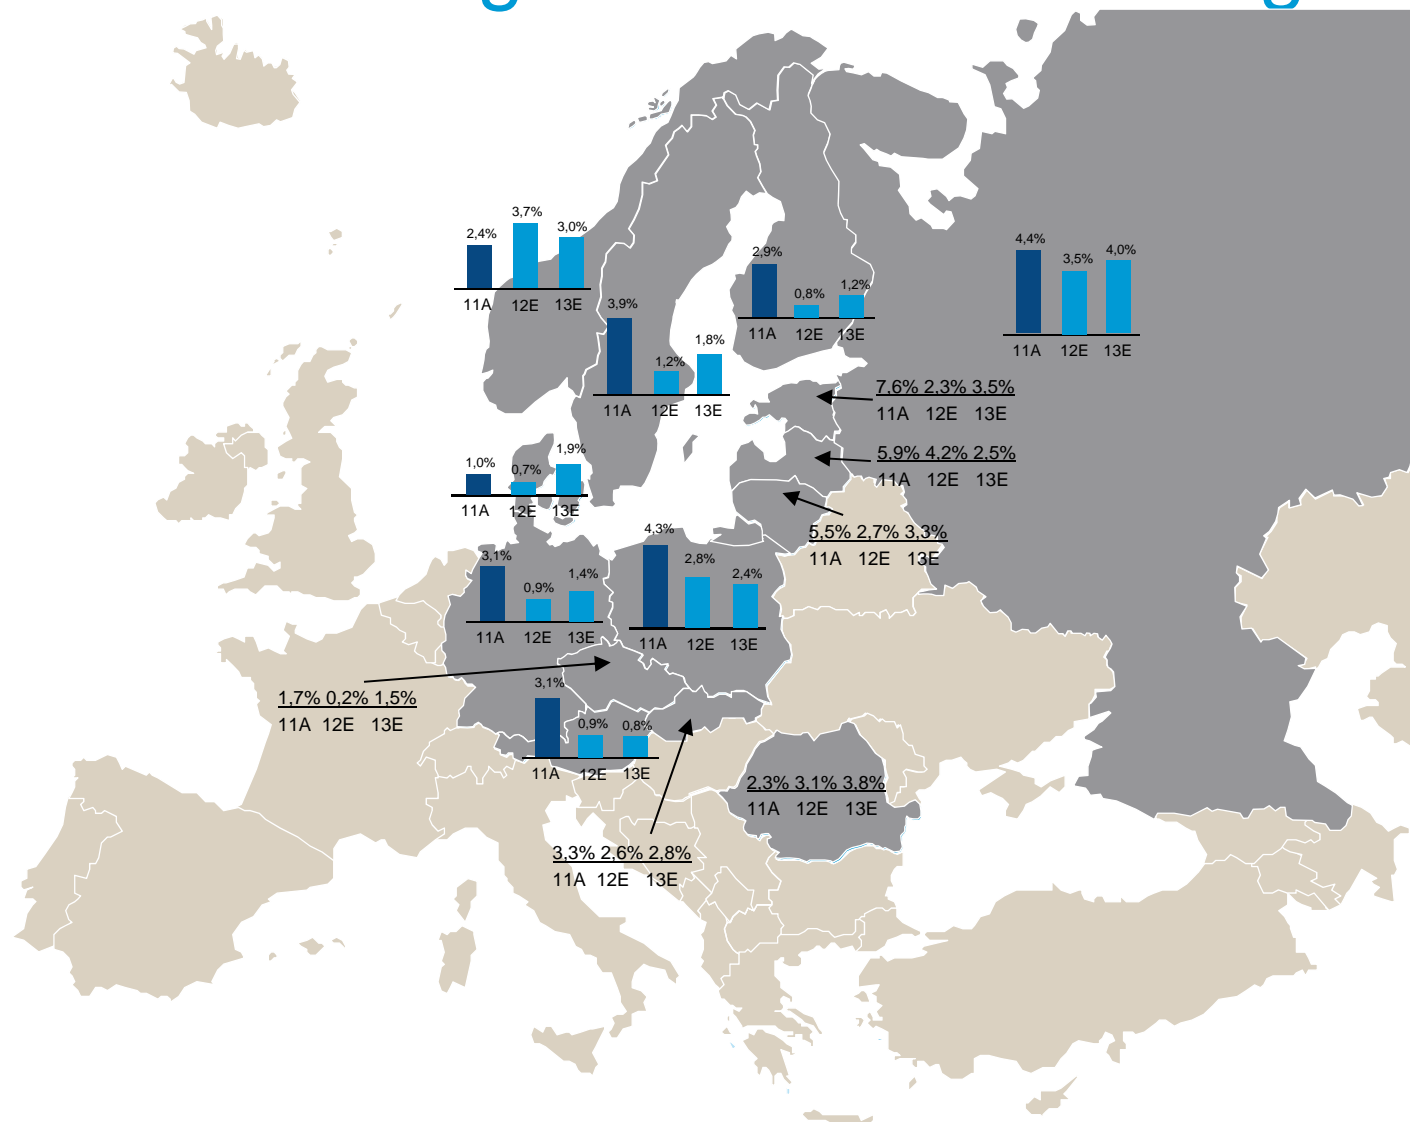 2,4% 3,7% 3,0%
11A 12E 13E
2,9% 0,8% 1,2%
11A 12E 13E
4,4% 3,5% 4,0%
11A 12E 13E
3,9% 1,2% 1,8%
11A 12E 13E
7,6% 2,3% 3,5%
11A 12E 13E
1,0% 0,7% 1,9%
11A 12E 13E
5,9% 4,2% 2,5%
11A 12E 13E
5,5% 2,7% 3,3%
11A 12E 13E
3,1% 0,9% 1,4%
11A 12E 13E
4,3% 2,8% 2,4%
11A 12E 13E
1,7% 0,2% 1,5%
11A 12E 13E
3,1% 0,9% 0,8%
11A 12E 13E
2,3% 3,1% 3,8%
11A 12E 13E
3,3% 2,6% 2,8%
11A 12E 13E